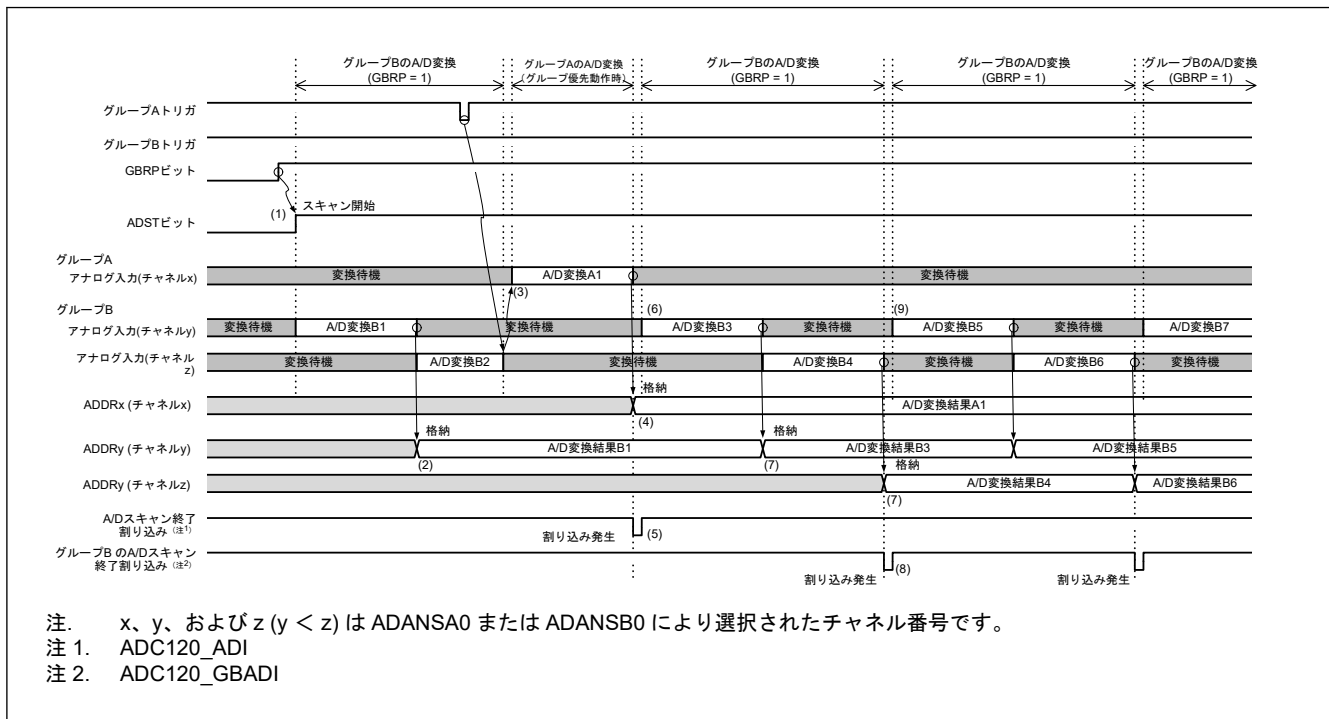 グループBのA/D変換
(GBRP = 1)
グループAのA/D変換
(グループ優先動作時)
グループBのA/D変換
(GBRP = 1)
グループBのA/D変換
(GBRP = 1)
グループBのA/D変換
(GBRP = 1)
グループAトリガ
グループBトリガ
GBRPビット
(1)
スキャン開始
ADSTビット
グループA
アナログ入力(チャネルx)
変換待機
A/D変換A1
変換待機
(3)
グループB
(6)
(9)
アナログ入力(チャネルy)
変換待機
A/D変換B1
変換待機
A/D変換B3
変換待機
A/D変換B5
変換待機
A/D変換B7
アナログ入力(チャネル
z)
変換待機
A/D変換B2
変換待機
A/D変換B4
変換待機
A/D変換B6
変換待機
格納
ADDRx (チャネルx)
A/D変換結果A1
(4)
格納
格納
ADDRy (チャネルy)
A/D変換結果B1
A/D変換結果B3
A/D変換結果B5
(2)
(7)
格納
ADDRy (チャネルz)
A/D変換結果B4
A/D変換結果B6
(7)
A/Dスキャン終了
割り込み (注1)
割り込み発生
(5)
グループB のA/Dスキャン
終了割り込み (注2)
(8)
割り込み発生
割り込み発生
注. x、y、および z (y < z) は ADANSA0 または ADANSB0 により選択されたチャネル番号です。
注 1. ADC120_ADI
注 2. ADC120_GBADI